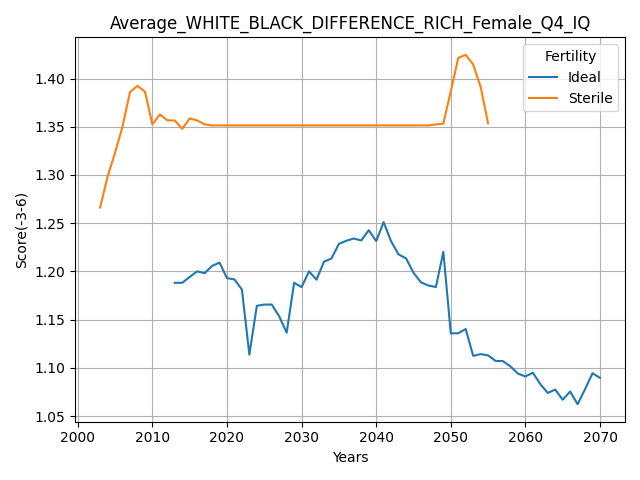 Average_WHITE_BLACK_DIFFERENCE_RICH_Female_Q4_IQ
Fertility
Ideal
Sterile
Score(-3-6)
1.40
1.35
1.30
1.25
1.20
1.15
1.10
1.05
2000 2010 2020 2030 2040 2050 2060 2070
Years